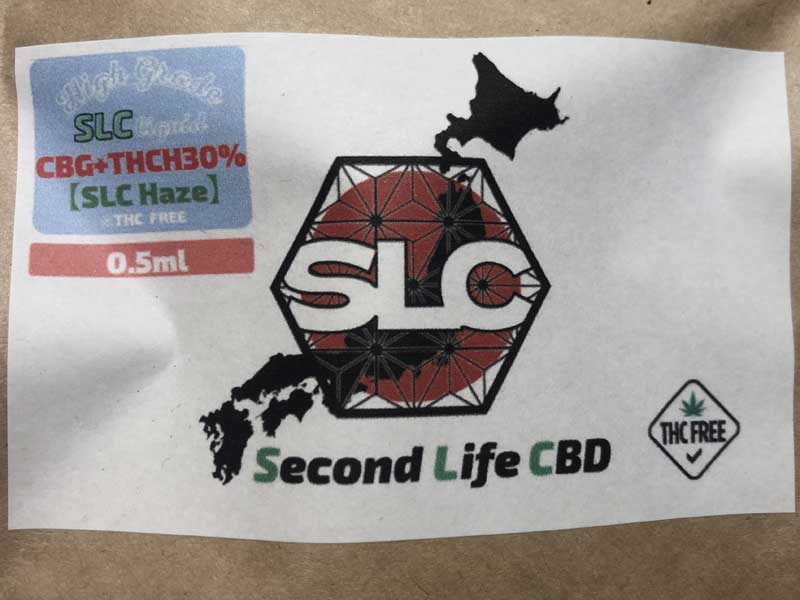 High Grade
SLC Liquid
CBG+THCH30%
【SLC Haze】
※THC FREE
0.5ml
SLC
Second Life CBD
THC FREE